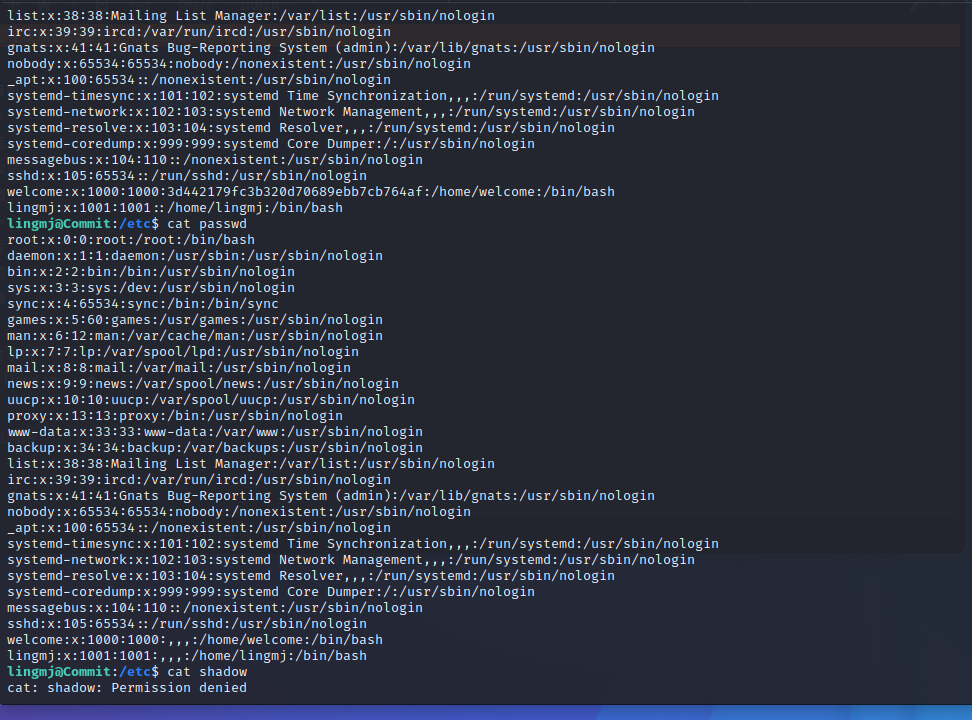 list:x:38:38:Mailing List Manager:/var/list:/usr/sbin/nologin
irc:x:39:39:ircd:/var/run/ircd:/usr/sbin/nologin
gnats:x:41:41:Gnats Bug-Reporting System (admin):/var/lib/gnats:/usr/sbin/nologin
nobody:x:65534:65534:nobody:/nonexistent:/usr/sbin/nologin
_apt:x:100:65534::/nonexistent:/usr/sbin/nologin
systemd-timesync:x:101:102:systemd Time Synchronization,,,:/run/systemd:/usr/sbin/nologin
systemd-network:x:102:103:systemd Network Management,,,:/run/systemd:/usr/sbin/nologin
systemd-resolve:x:103:104:systemd Resolver,,,:/run/systemd:/usr/sbin/nologin
systemd-coredump:x:999:999:systemd Core Dumper:/:/usr/sbin/nologin
messagebus:x:104:110::/nonexistent:/usr/sbin/nologin
sshd:x:105:65534::/run/sshd:/usr/sbin/nologin
welcome:x:1000:1000:3d442179fc3b320d70689ebb7cb764af:/home/welcome:/bin/bash
lingmj:x:1001:1001::/home/lingmj:/bin/bash
lingmj@Commit:/etc$ cat passwd
root:x:0:0:root:/root:/bin/bash
daemon:x:1:1:daemon:/usr/sbin:/usr/sbin/nologin
bin:x:2:2:bin:/bin:/usr/sbin/nologin
sys:x:3:3:sys:/dev:/usr/sbin/nologin
sync:x:4:65534:sync:/bin:/bin/sync
games:x:5:60:games:/usr/games:/usr/sbin/nologin
man:x:6:12:man:/var/cache/man:/usr/sbin/nologin
lp:x:7:7:lp:/var/spool/lpd:/usr/sbin/nologin
mail:x:8:8:mail:/var/mail:/usr/sbin/nologin
news:x:9:9:news:/var/spool/news:/usr/sbin/nologin
uucp:x:10:10:uucp:/var/spool/uucp:/usr/sbin/nologin
proxy:x:13:13:proxy:/bin:/usr/sbin/nologin
www-data:x:33:33:www-data:/var/www:/usr/sbin/nologin
backup:x:34:34:backup:/var/backups:/usr/sbin/nologin
list:x:38:38:Mailing List Manager:/var/list:/usr/sbin/nologin
irc:x:39:39:ircd:/var/run/ircd:/usr/sbin/nologin
gnats:x:41:41:Gnats Bug-Reporting System (admin):/var/lib/gnats:/usr/sbin/nologin
nobody:x:65534:65534:nobody:/nonexistent:/usr/sbin/nologin
_apt:x:100:65534::/nonexistent:/usr/sbin/nologin
systemd-timesync:x:101:102:systemd Time Synchronization,,,:/run/systemd:/usr/sbin/nologin
systemd-network:x:102:103:systemd Network Management,,,:/run/systemd:/usr/sbin/nologin
systemd-resolve:x:103:104:systemd Resolver,,,:/run/systemd:/usr/sbin/nologin
systemd-coredump:x:999:999:systemd Core Dumper:/:/usr/sbin/nologin
messagebus:x:104:110::/nonexistent:/usr/sbin/nologin
sshd:x:105:65534::/run/sshd:/usr/sbin/nologin
welcome:x:1000:1000:,,,:/home/welcome:/bin/bash
lingmj:x:1001:1001:,,,:/home/lingmj:/bin/bash
lingmj@Commit:/etc$ cat shadow
cat: shadow: Permission denied